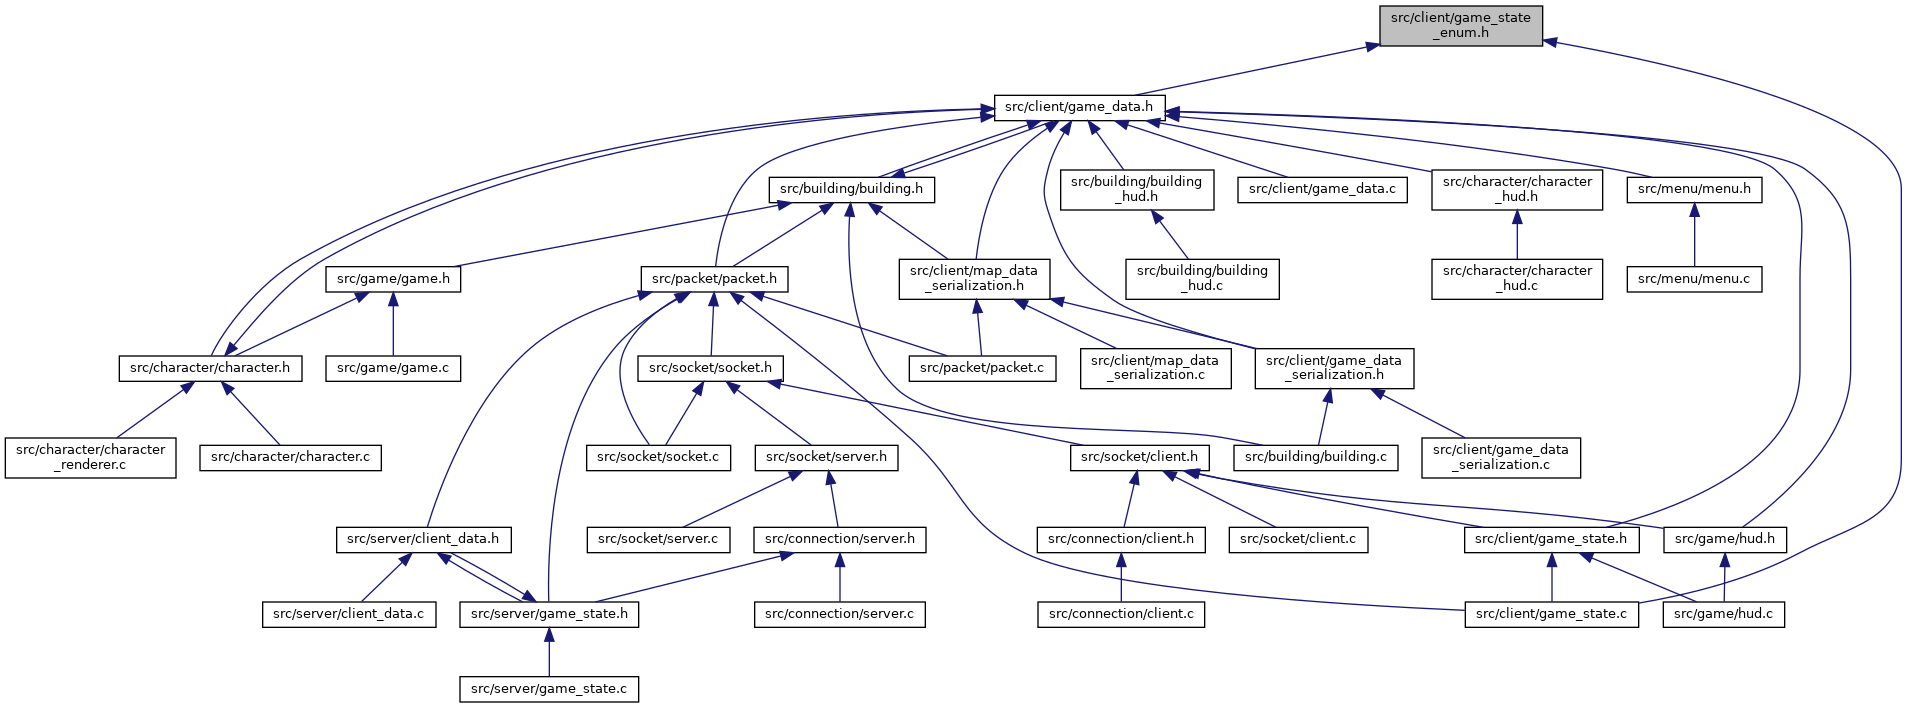 src/client/game_state
_enum.h
src/client/game_data.h
src/building/building.h
src/building/building
_hud.h
src/client/game_data.c
src/character/character
_hud.h
src/menu/menu.h
src/game/game.h
src/packet/packet.h
src/client/map_data
_serialization.h
src/building/building
_hud.c
src/character/character
_hud.c
src/menu/menu.c
src/character/character.h
src/game/game.c
src/socket/socket.h
src/packet/packet.c
src/client/map_data
_serialization.c
src/client/game_data
_serialization.h
src/character/character
_renderer.c
src/character/character.c
src/socket/socket.c
src/socket/server.h
src/socket/client.h
src/building/building.c
src/client/game_data
_serialization.c
src/server/client_data.h
src/socket/server.c
src/connection/server.h
src/connection/client.h
src/socket/client.c
src/client/game_state.h
src/game/hud.h
src/server/client_data.c
src/server/game_state.h
src/connection/server.c
src/connection/client.c
src/client/game_state.c
src/game/hud.c
src/server/game_state.c